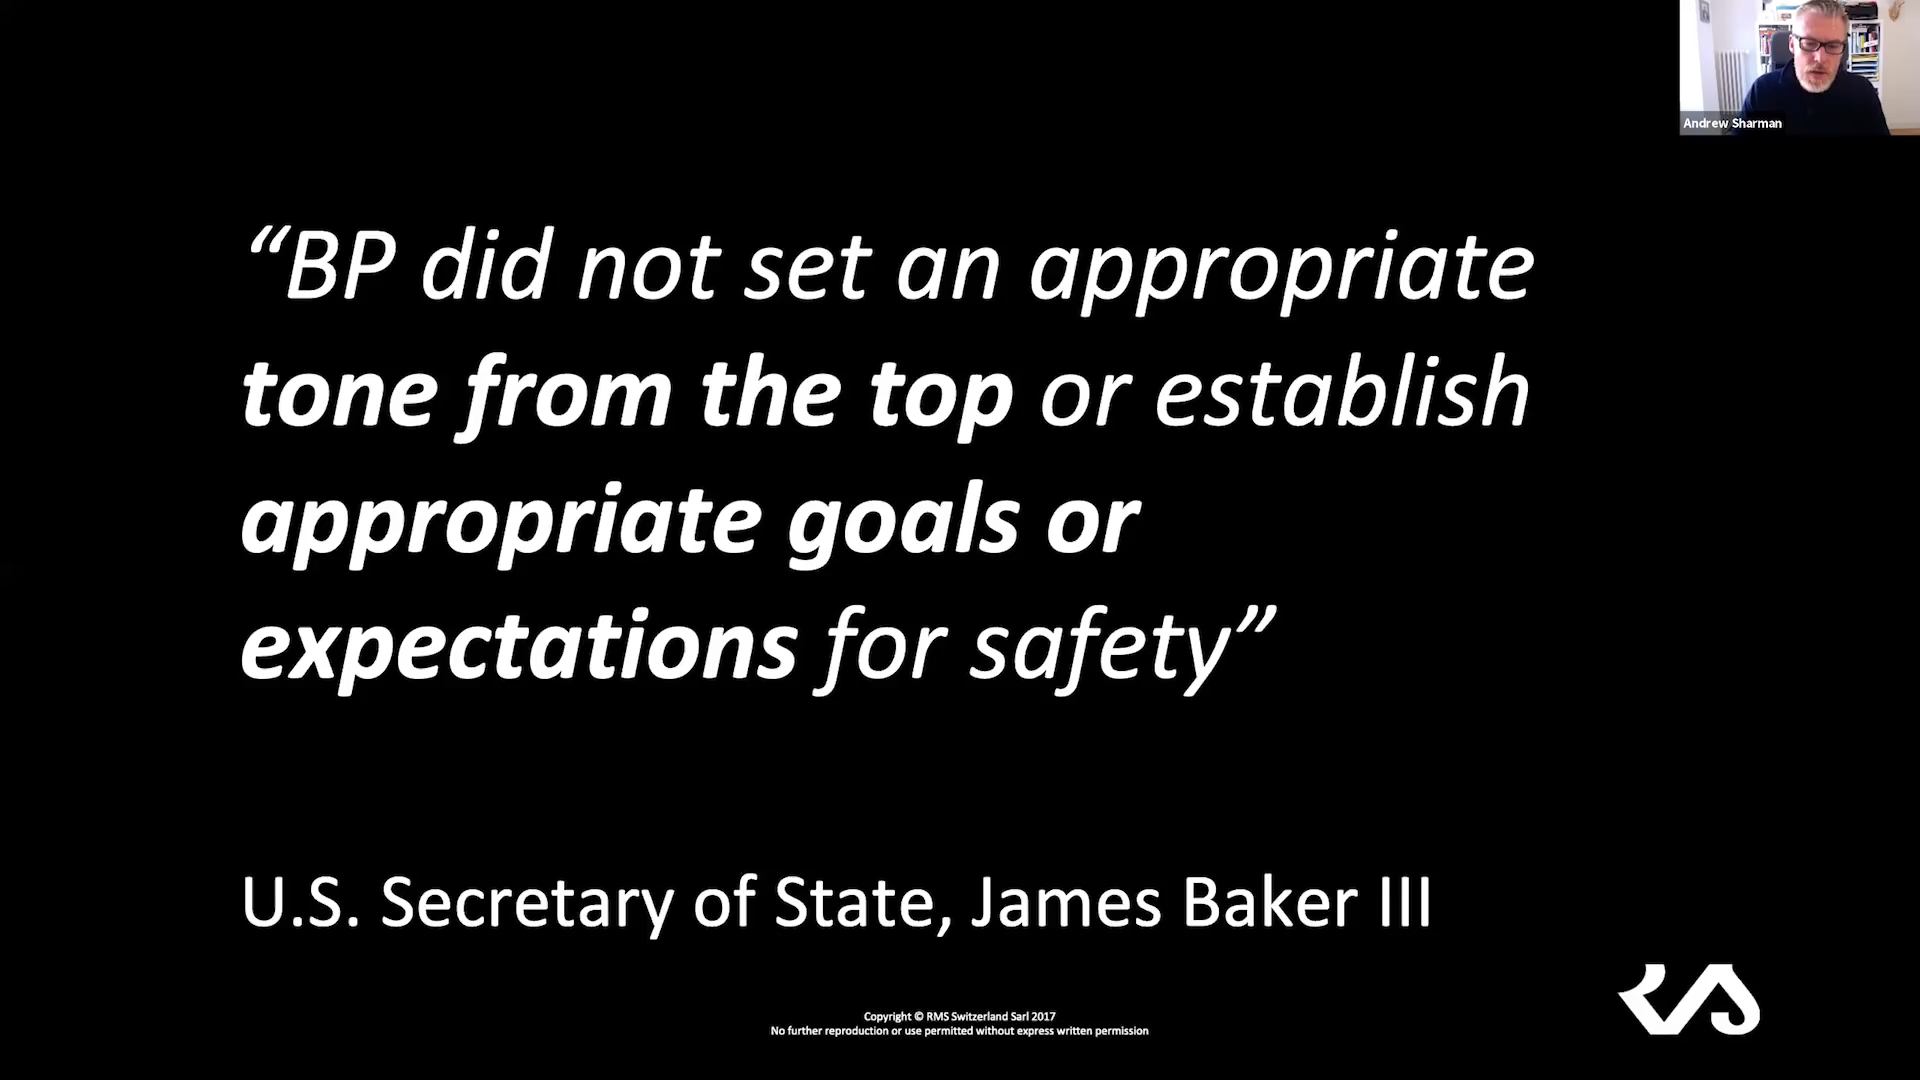 Andrew Sharman
“BP did not set an appropriate
tone from the top or establish
appropriate goals or
expectations for safety”
U.S. Secretary of State, James Baker III
Copyright © RMS Switzerland Sarl 2017
No further reproduction or use permitted without express written permission